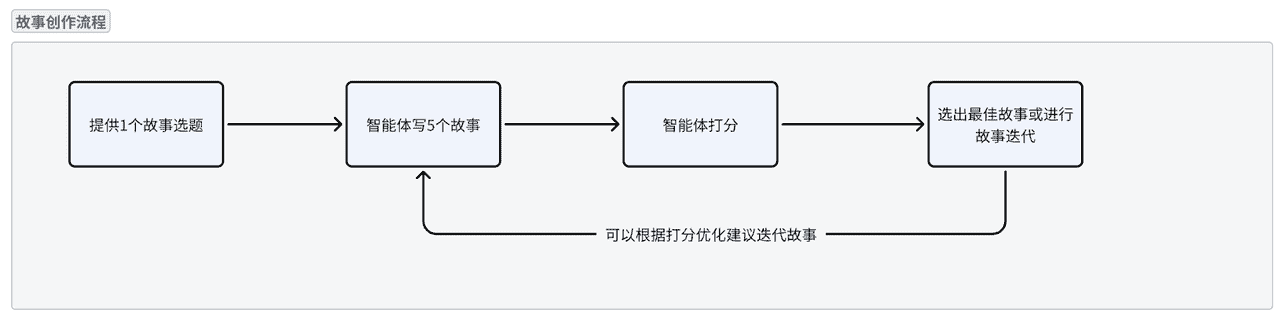 故事创作流程
提供1个故事选题
智能体写5个故事
智能体打分
选出最佳故事或进行
故事迭代
可以根据打分优化建议迭代故事